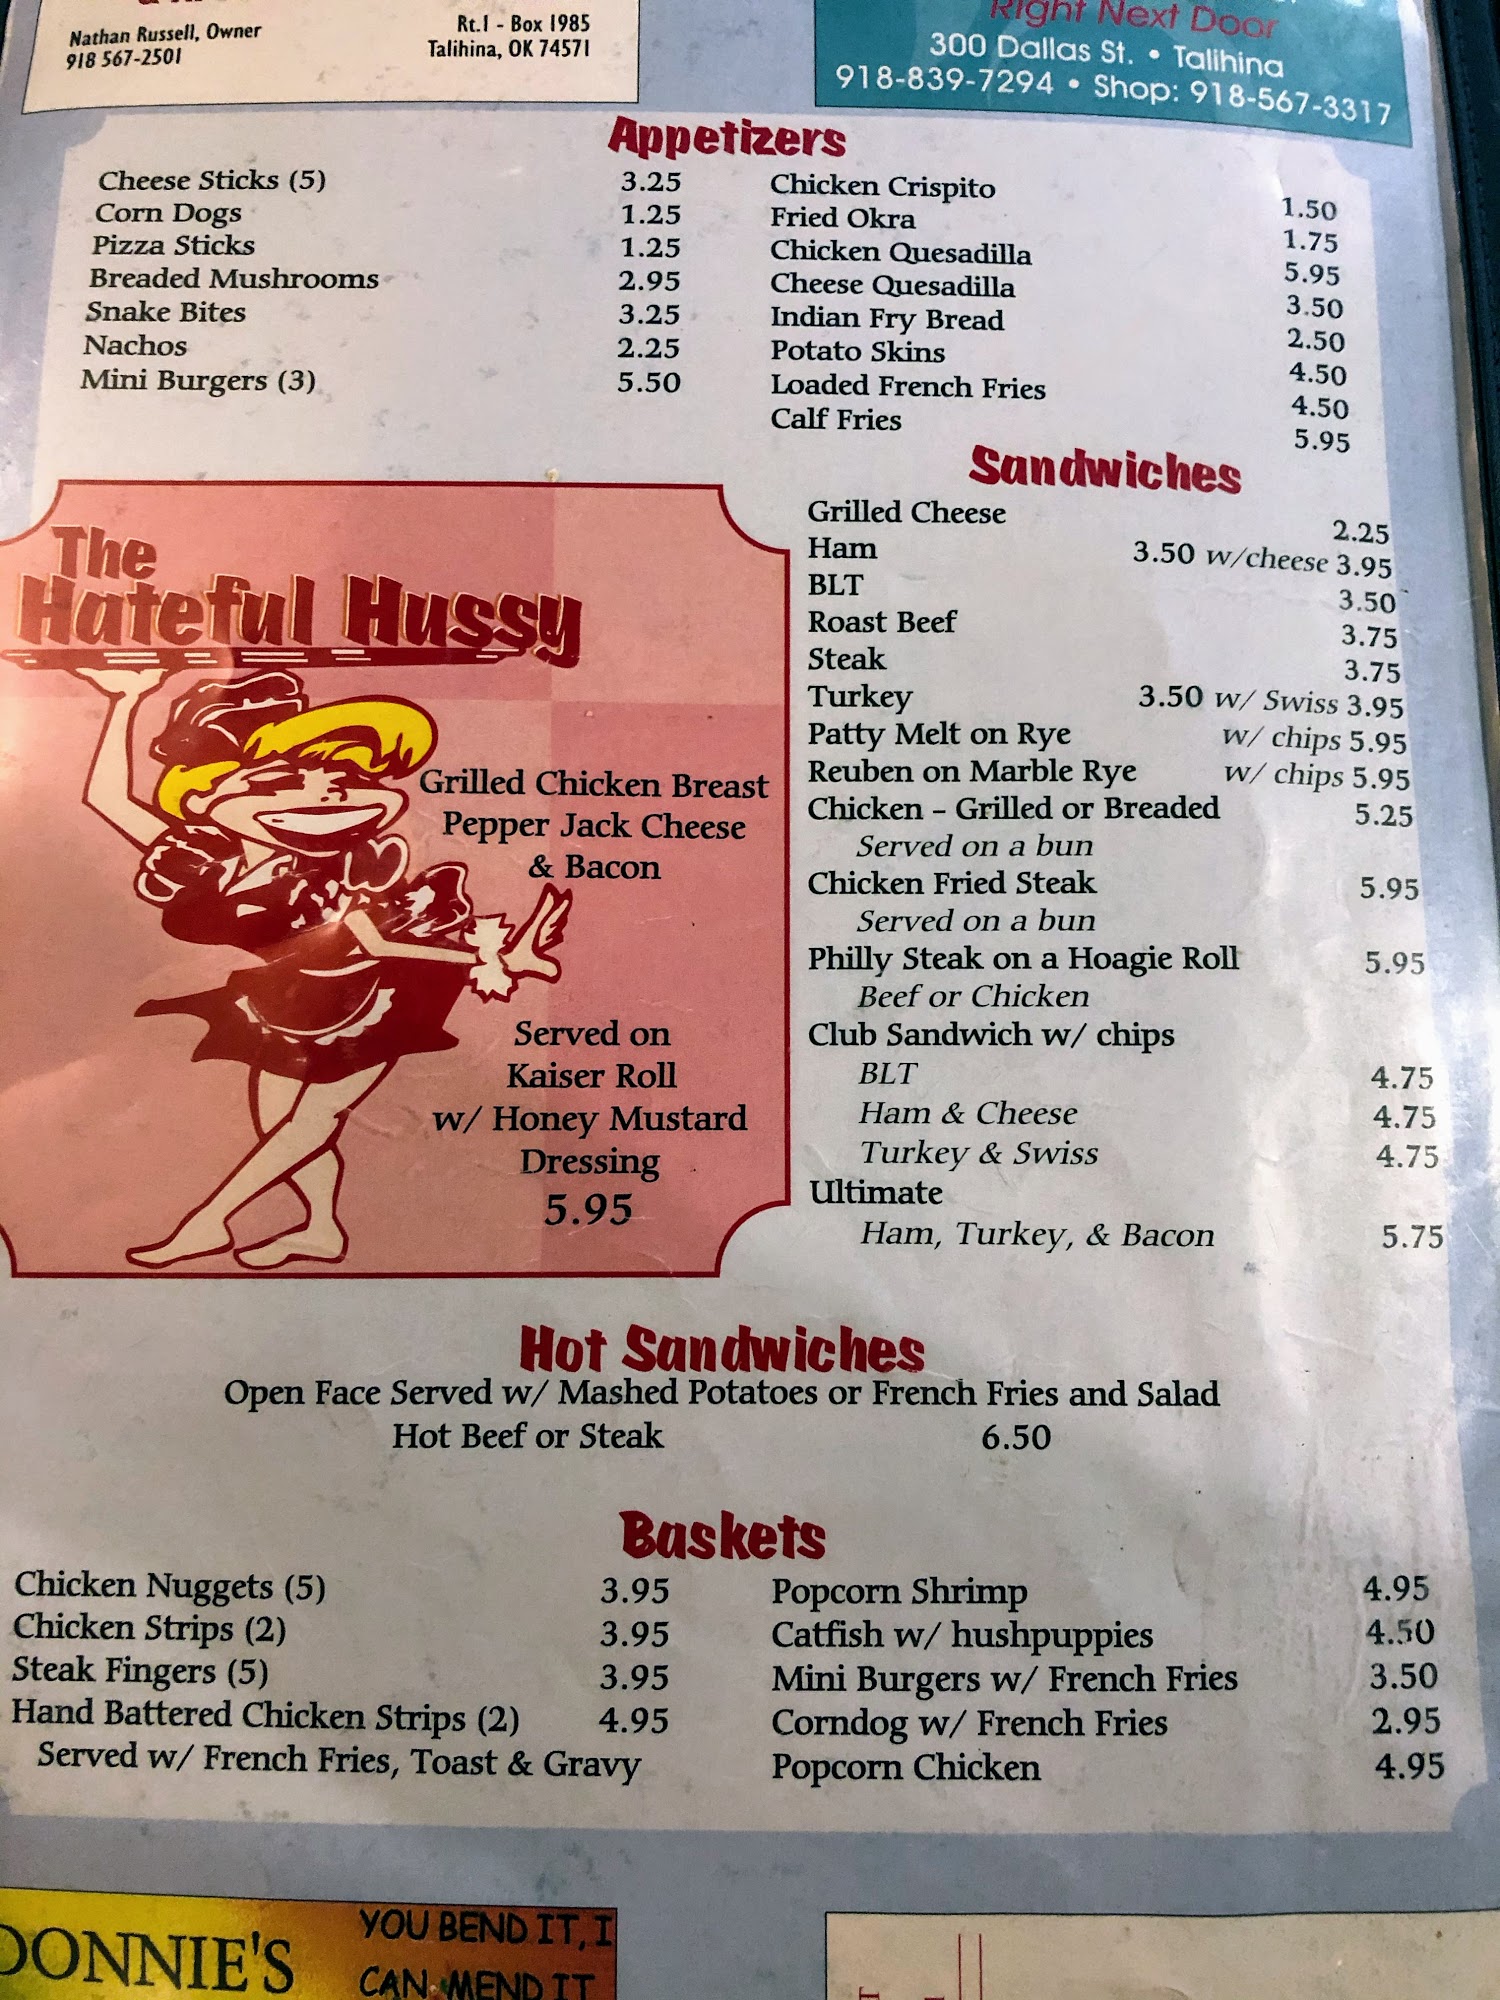 Nathan Russell, Owner
918 567-2501
Rt.1 - Box 1985
Talihina, OK 74571
Right Next Door
300 Dallas St. • Talihina
918-839-7294 • Shop: 918-567-3317
Appetizers
Cheese Sticks (5) 3.25
Corn Dogs 1.25
Pizza Sticks 1.25
Breaded Mushrooms 2.95
Snake Bites 3.25
Nachos 2.25
Mini Burgers (3) 5.50
Chicken Crispito 1.50
Fried Okra 1.75
Chicken Quesadilla 5.95
Cheese Quesadilla 3.50
Indian Fry Bread 2.50
Potato Skins 4.50
Loaded French Fries 4.50
Calf Fries 5.95
The
Hateful Hussy
Grilled Chicken Breast
Pepper Jack Cheese
& Bacon
Served on
Kaiser Roll
w/ Honey Mustard
Dressing
5.95
Sandwiches
Grilled Cheese 2.25
Ham 3.50 w/cheese 3.95
BLT 3.50
Roast Beef 3.75
Steak 3.75
Turkey 3.50 w/ Swiss 3.95
Patty Melt on Rye w/ chips 5.95
Reuben on Marble Rye w/ chips 5.95
Chicken – Grilled or Breaded 5.25
Served on a bun
Chicken Fried Steak 5.95
Served on a bun
Philly Steak on a Hoagie Roll 5.95
Beef or Chicken
Club Sandwich w/ chips
BLT 4.75
Ham & Cheese 4.75
Turkey & Swiss 4.75
Ultimate
Ham, Turkey, & Bacon 5.75
Hot Sandwiches
Open Face Served w/ Mashed Potatoes or French Fries and Salad
Hot Beef or Steak 6.50
Baskets
Chicken Nuggets (5) 3.95
Chicken Strips (2) 3.95
Steak Fingers (5) 3.95
Hand Battered Chicken Strips (2) 4.95
Served w/ French Fries, Toast & Gravy
Popcorn Shrimp 4.95
Catfish w/ hushpuppies 4.50
Mini Burgers w/ French Fries 3.50
Corndog w/ French Fries 2.95
Popcorn Chicken 4.95
DONNIE'S
YOU BEND IT, I
CAN MEND IT